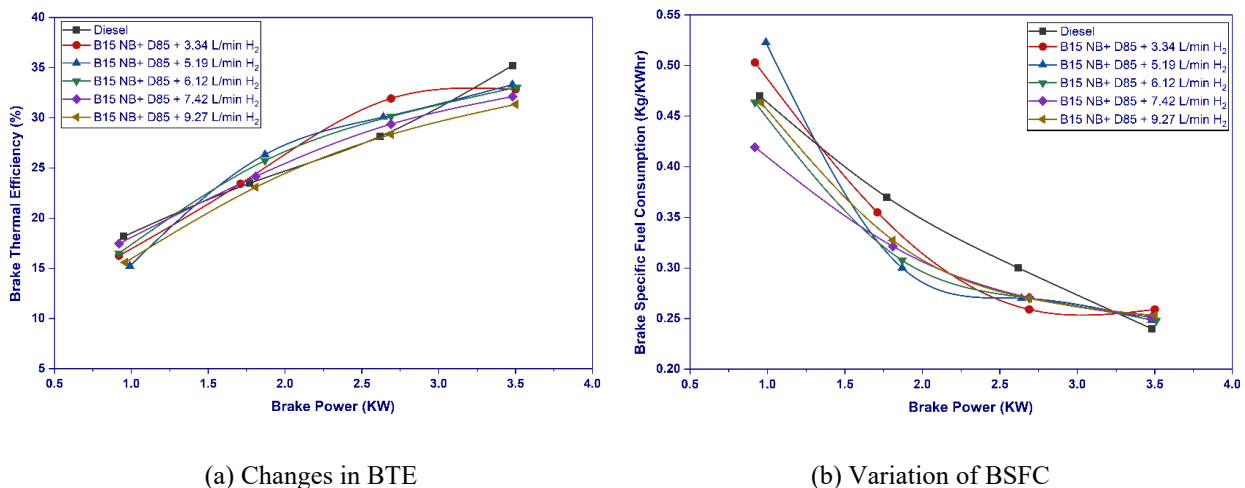 40
35
30
25
20
15
10
5
Brake Thermal Efficiency (%)
Diesel
B15 NB+ D85 + 3.34 L/min H2
B15 NB+ D85 + 5.19 L/min H2
B15 NB+ D85 + 6.12 L/min H2
B15 NB+ D85 + 7.42 L/min H2
B15 NB+ D85 + 9.27 L/min H2
0.5 1.0 1.5 2.0 2.5 3.0 3.5 4.0
Brake Power (KW)
(a) Changes in BTE
0.55
0.50
0.45
0.40
0.35
0.30
0.25
0.20
Brake Specific Fuel Consumption (Kg/KWhr)
Diesel
B15 NB+ D85 + 3.34 L/min H2
B15 NB+ D85 + 5.19 L/min H2
B15 NB+ D85 + 6.12 L/min H2
B15 NB+ D85 + 7.42 L/min H2
B15 NB+ D85 + 9.27 L/min H2
0.5 1.0 1.5 2.0 2.5 3.0 3.5 4.0
Brake Power (KW)
(b) Variation of BSFC